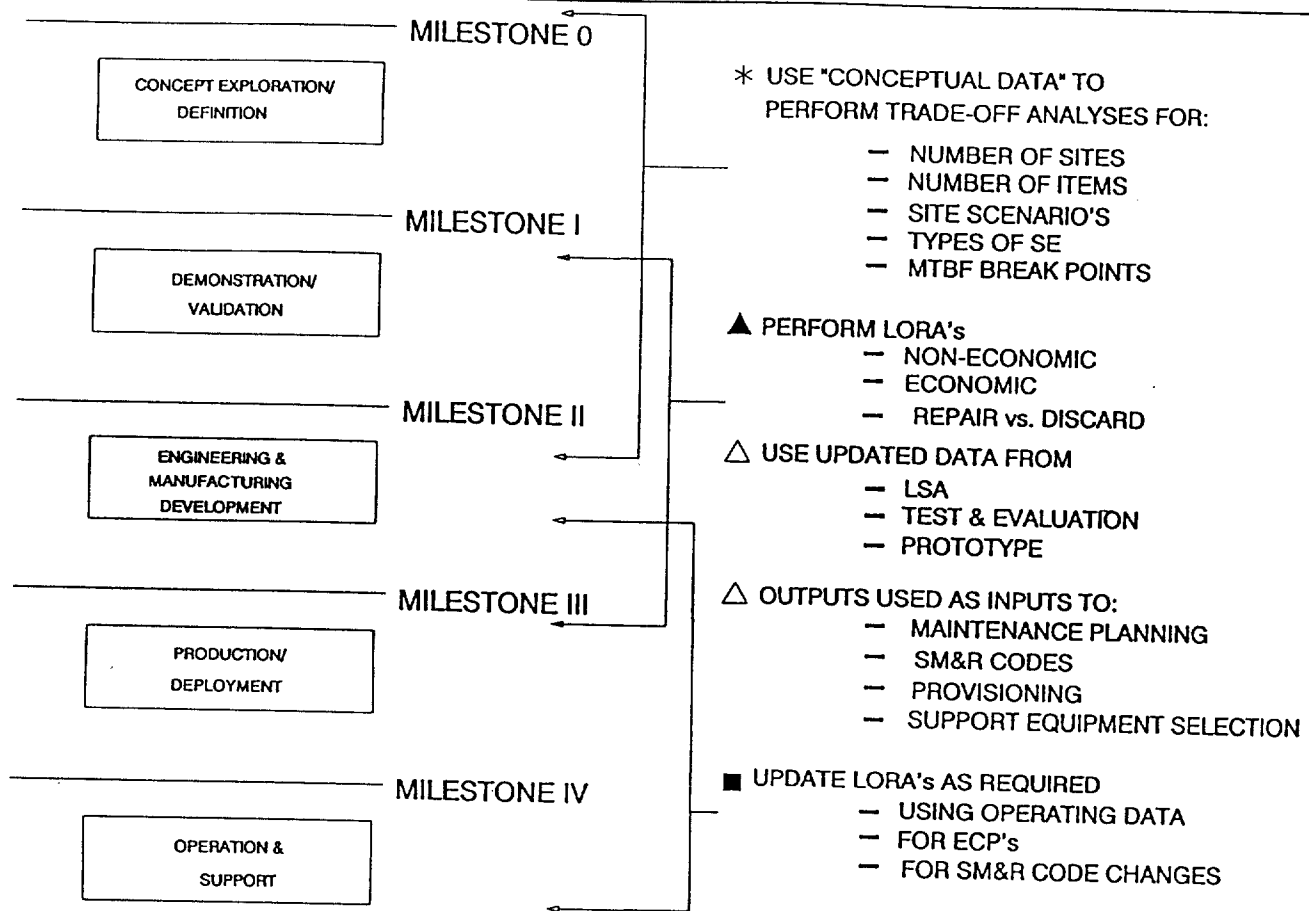 MILESTONE 0
CONCEPT EXPLORATION/
DEFINITION
MILESTONE I
DEMONSTRATION/
VALIDATION
MILESTONE II
ENGINEERING &
MANUFACTURING
DEVELOPMENT
MILESTONE III
PRODUCTION/
DEPLOYMENT
MILESTONE IV
OPERATION &
SUPPORT
* USE "CONCEPTUAL DATA" TO
PERFORM TRADE-OFF ANALYSES FOR:
— NUMBER OF SITES
— NUMBER OF ITEMS
— SITE SCENARIO'S
— TYPES OF SE
— MTBF BREAK POINTS
▲ PERFORM LORA's
— NON-ECONOMIC
— ECONOMIC
— REPAIR vs. DISCARD
△ USE UPDATED DATA FROM
— LSA
— TEST & EVALUATION
— PROTOTYPE
△ OUTPUTS USED AS INPUTS TO:
— MAINTENANCE PLANNING
— SM&R CODES
— PROVISIONING
— SUPPORT EQUIPMENT SELECTION
■ UPDATE LORA's AS REQUIRED
— USING OPERATING DATA
— FOR ECP's
— FOR SM&R CODE CHANGES